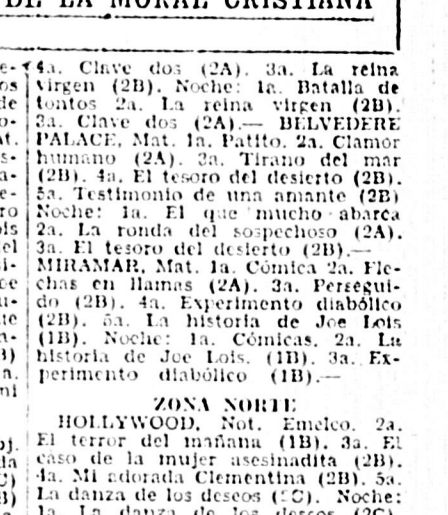 DE LA MORAL CRISTIANA
4a. Clave dos (2A). 3a. La reina
virgen (2B). Noche: 1a. Batalla de
tontos 2a. La reina virgen (2B).
3a. Clave dos (2A).— BELVEDERE
PALACE, Mat. 1a. Patito. 2a. Clamor
humano (2A). 3a. Tirano del mar
(2B). 4a. El tesoro del desierto (2B).
5a. Testimonio de una amante (2B)
Noche: 1a. El que mucho abarca
2a. La ronda del sospechoso (2A).
3a. El tesoro del desierto (2B).—
MIRAMAR, Mat. 1a. Cómica 2a. Fle-
chas en llamas (2A). 3a. Persegui-
do (2B). 4a. Experimento diabólico
(2B). 5a. La historia de Joe Lois
(1B). Noche: 1a. Cómicas. 2a. La
historia de Joe Lois. (1B). 3a. Ex-
perimento diabólico (1B).—
ZONA NORTE
HOLLYWOOD, Not. Emelco. 2a.
El terror del mañana (1B). 3a. El
caso de la mujer asesinadita (2B).
4a. Mi adorada Clementina (2B). 5a.
La danza de los deseos (2C). Noche:
1a. La danza de los deseos (2C).